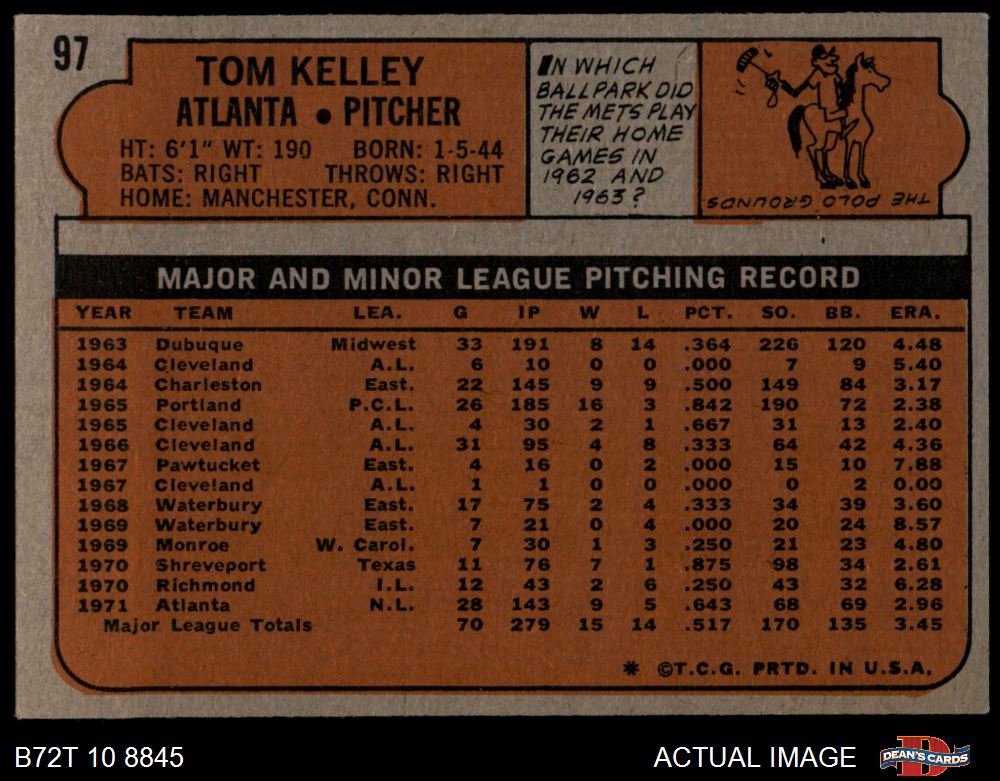 97
TOM KELLEY
ATLANTA • PITCHER
HT: 6'1" WT: 190 BORN: 1-5-44
BATS: RIGHT THROWS: RIGHT
HOME: MANCHESTER, CONN.
IN WHICH
BALLPARK DID
THE METS PLAY
THEIR HOME
GAMES IN
1962 AND
1963?
THE POLO GROUNDS
MAJOR AND MINOR LEAGUE PITCHING RECORD
YEAR TEAM LEA. G IP W L PCT. SO. BB. ERA.
1963 Dubuque Midwest 33 191 8 14 .364 226 120 4.48
1964 Cleveland A.L. 6 10 0 0 .000 7 9 5.40
1964 Charleston East. 22 145 9 9 .500 149 84 3.17
1965 Portland P.C.L. 26 185 16 3 .842 190 72 2.38
1965 Cleveland A.L. 4 30 2 1 .667 31 13 2.40
1966 Cleveland A.L. 31 95 4 8 .333 64 42 4.36
1967 Pawtucket East. 4 16 0 2 .000 15 10 7.88
1967 Cleveland A.L. 1 1 0 0 .000 0 2 0.00
1968 Waterbury East. 17 75 2 4 .333 34 39 3.60
1969 Waterbury East. 7 21 0 4 .000 20 24 8.57
1969 Monroe W. Carol. 7 30 1 3 .250 21 23 4.80
1970 Shreveport Texas 11 76 7 1 .875 98 34 2.61
1970 Richmond I.L. 12 43 2 6 .250 43 32 6.28
1971 Atlanta N.L. 28 143 9 5 .643 68 69 2.96
Major League Totals 70 279 15 14 .517 170 135 3.45
* ©T.C.G. PRTD. IN U.S.A.
B72T 10 8845 ACTUAL IMAGE DEAN'S CARDS